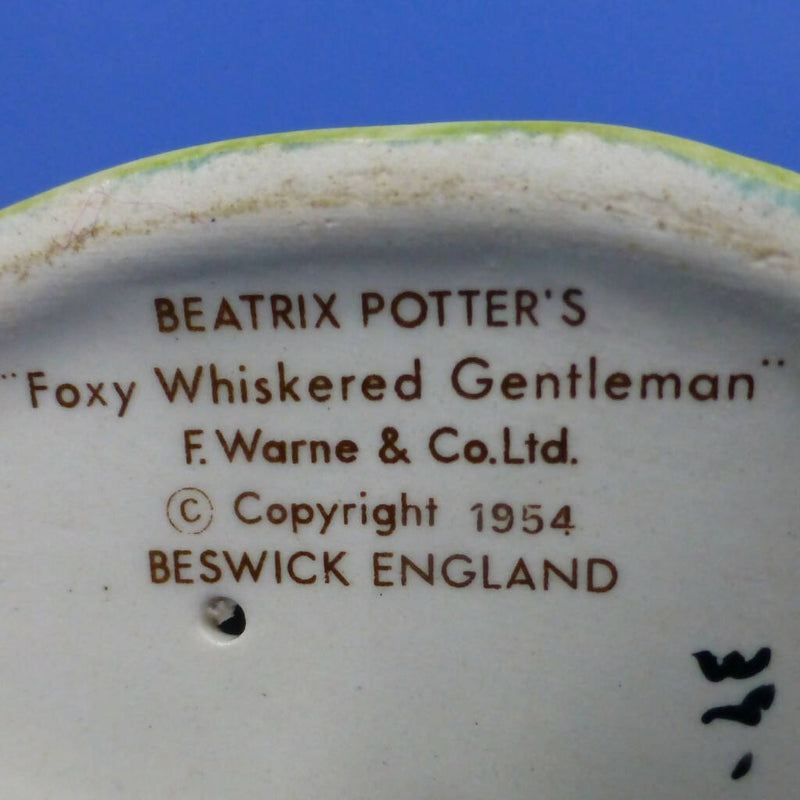 BEATRIX POTTER'S
"Foxy Whiskered Gentleman"
F. Warne & Co.Ltd.
© Copyright 1954
BESWICK ENGLAND